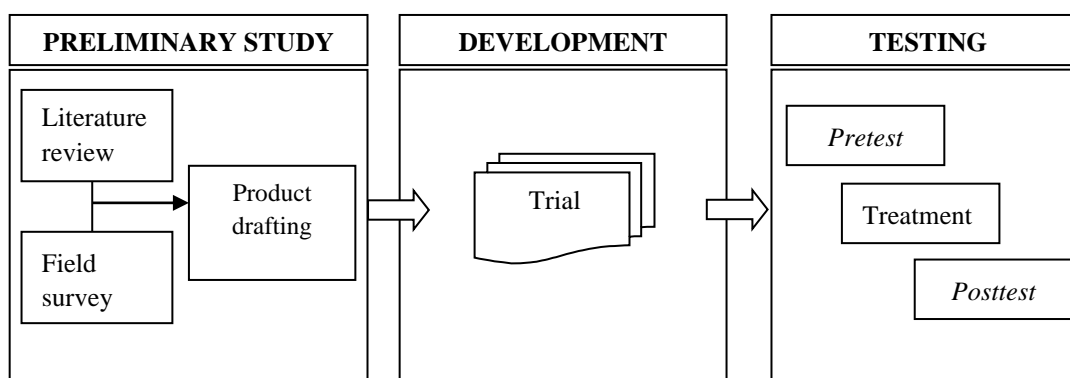 PRELIMINARY STUDY
Literature
review
Field
survey
Product
drafting
DEVELOPMENT
Trial
TESTING
Pretest
Treatment
Posttest